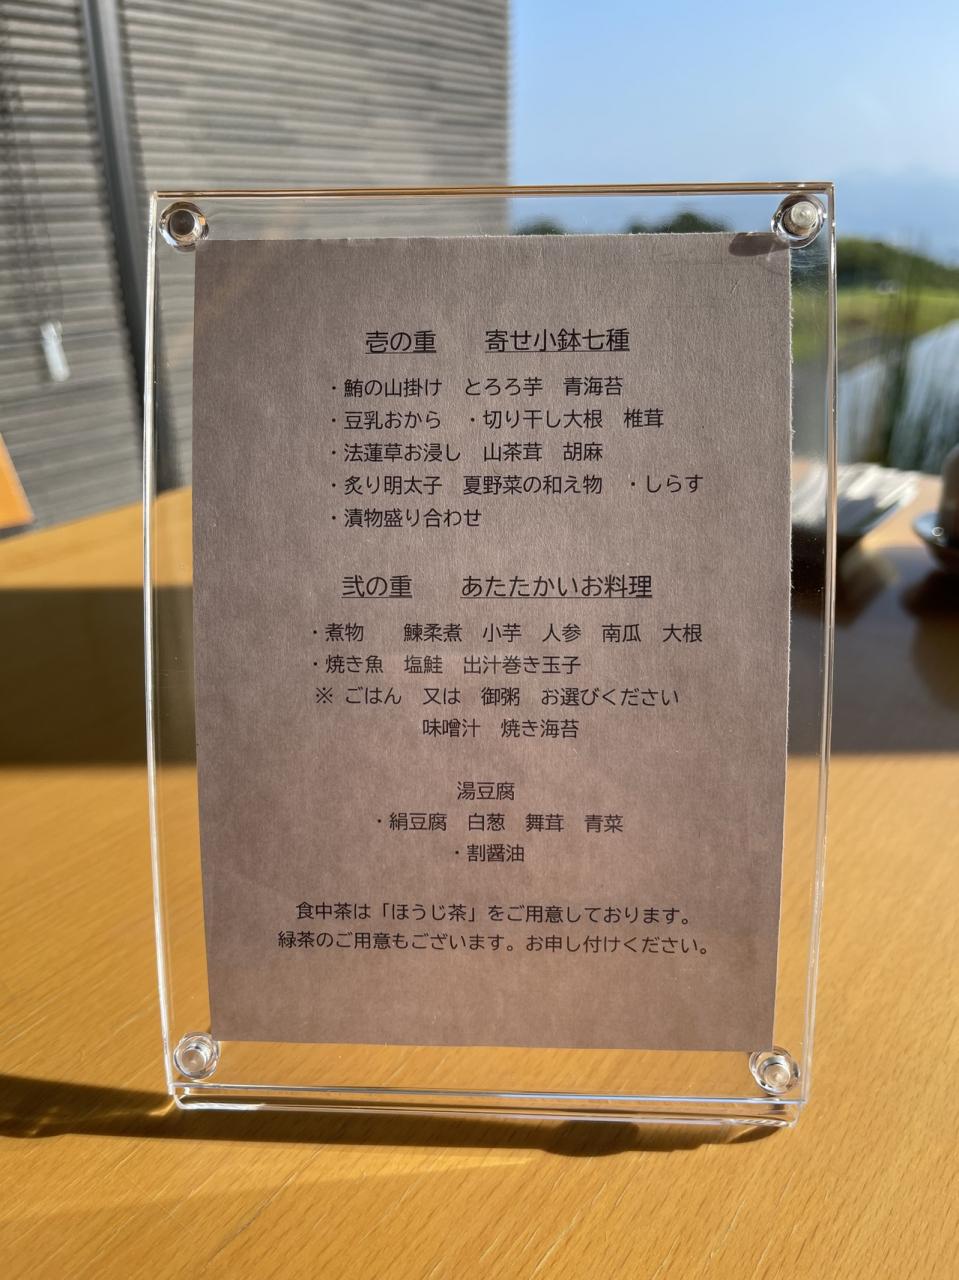 壱の重　寄せ小鉢七種
・鮪の山掛け　とろろ芋　青海苔
・豆乳おから　・切り干し大根　椎茸
・法蓮草お浸し　山茶茸　胡麻
・炙り明太子　夏野菜の和え物　・しらす
・漬物盛り合わせ
弐の重　あたたかいお料理
・煮物　鰊柔煮　小芋　人参　南瓜　大根
・焼き魚　塩鮭　出汁巻き玉子
※ ごはん　又は　御粥　お選びください
味噌汁　焼き海苔
湯豆腐
・絹豆腐　白葱　舞茸　青菜
・割醤油
食中茶は「ほうじ茶」をご用意しております。
緑茶のご用意もございます。お申し付けください。